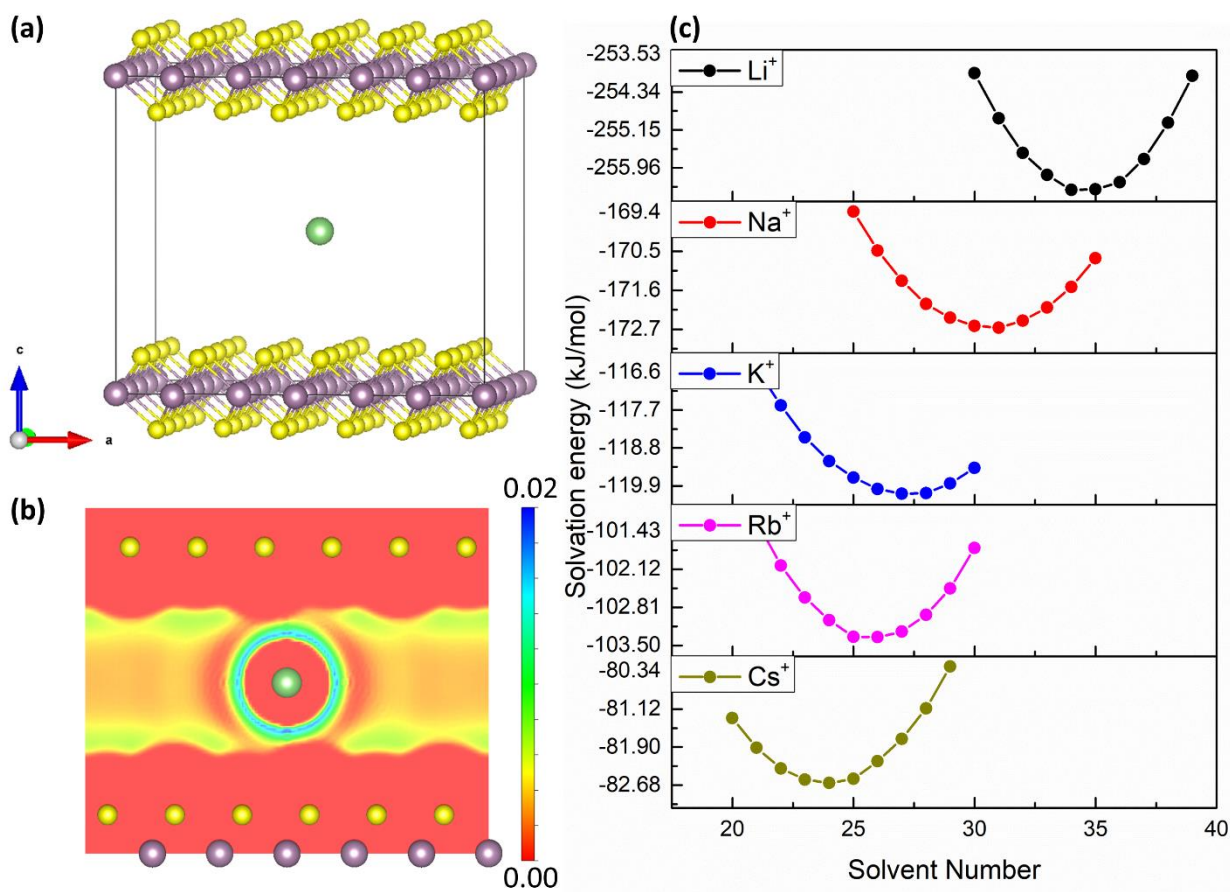 (a)
c
a
(b)
0.02
0.00
(c)
Solvation energy (kJ/mol)
-253.53
-254.34
-255.15
-255.96
Li+
-169.4
-170.5
-171.6
-172.7
Na+
-116.6
-117.7
-118.8
-119.9
K+
-101.43
-102.12
-102.81
-103.50
Rb+
-80.34
-81.12
-81.90
-82.68
Cs+
20 25 30 35 40
Solvent Number